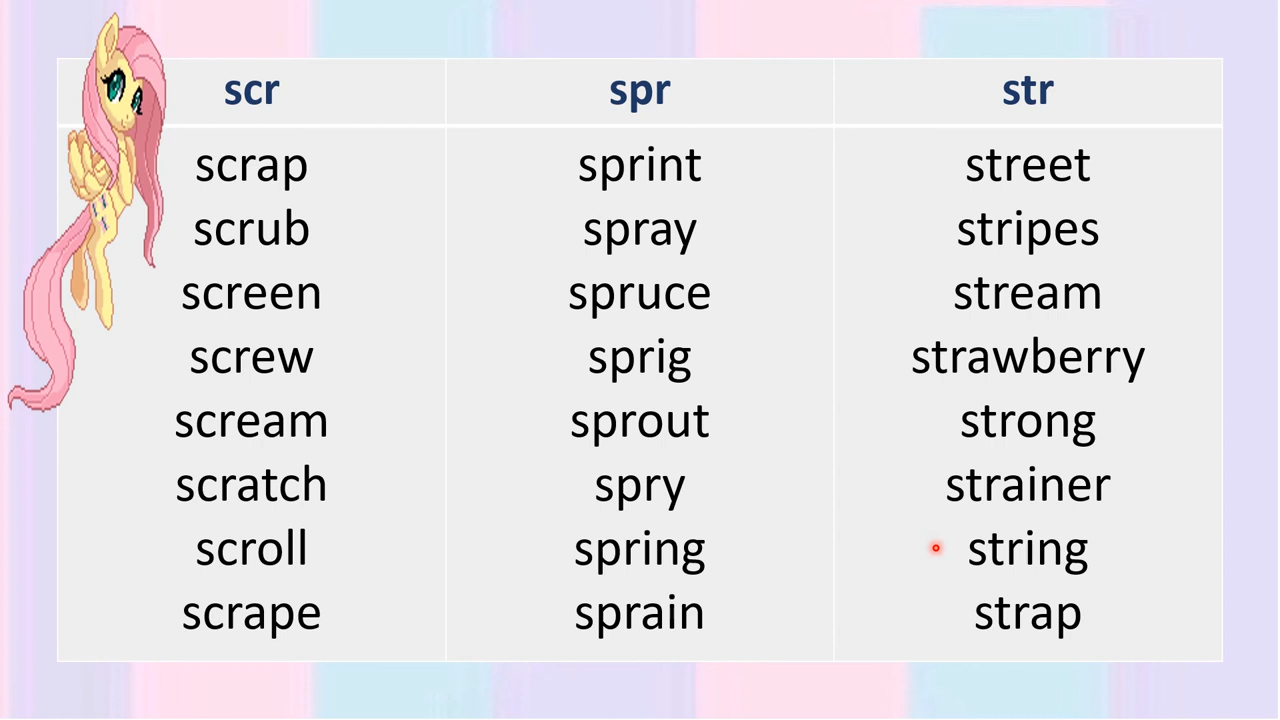 scr spr str
scrap sprint street
scrub spray stripes
screen spruce stream
screw sprig strawberry
scream sprout strong
scratch spry strainer
scroll spring string
scrape sprain strap